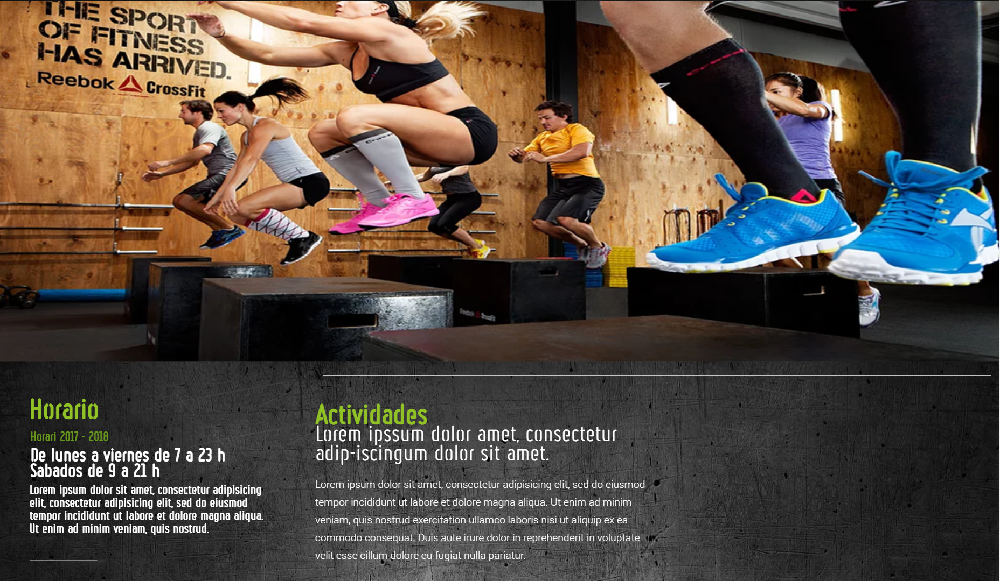 THE SPORT
OF FITNESS
HAS ARRIVED.
Reebok CrossFit
Reebok CrossFit
Horario
Horari 2017 - 2018
De lunes a viernes de 7 a 23 h
Sabados de 9 a 21 h
Lorem ipsum dolor sit amet, consectetur adipisicing
elit, consectetur adipisicing elit, sed do eiusmod
tempor incididunt ut labore et dolore magna aliqua.
Ut enim ad minim veniam, quis nostrud.
Actividades
Lorem ipssum dolor amet, consectetur
adip-iscingum dolor sit amet.
Lorem ipsum dolor sit amet, consectetur adipisicing elit, sed do eiusmod
tempor incididunt ut labore et dolore magna aliqua. Ut enim ad minim
veniam, quis nostrud exercitation ullamco laboris nisi ut aliquip ex ea
commodo consequat. Duis aute irure dolor in reprehenderit in voluptate
velit esse cillum dolore eu fugiat nulla pariatur.